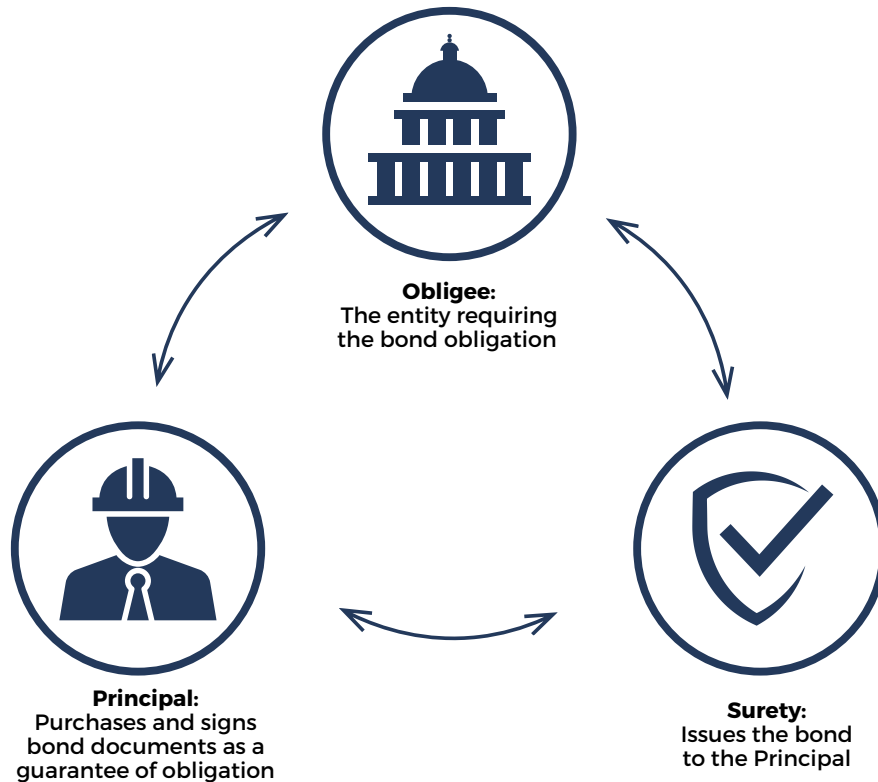 Obligee:
The entity requiring
the bond obligation
Principal:
Purchases and signs
bond documents as a
guarantee of obligation
Surety:
Issues the bond
to the Principal